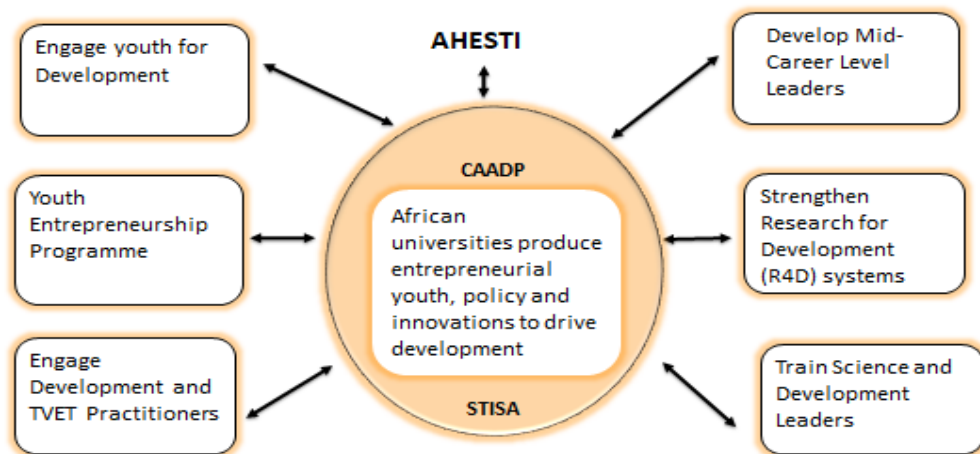 Engage youth for
Development
AHESTI
Develop Mid-
Career Level
Leaders
Youth
Entrepreneurship
Programme
CAADP
African
universities produce
entrepreneurial
youth, policy and
innovations to drive
development
STISA
Strengthen
Research for
Development
(R4D) systems
Engage
Development and
TVET Practitioners
Train Science and
Development
Leaders